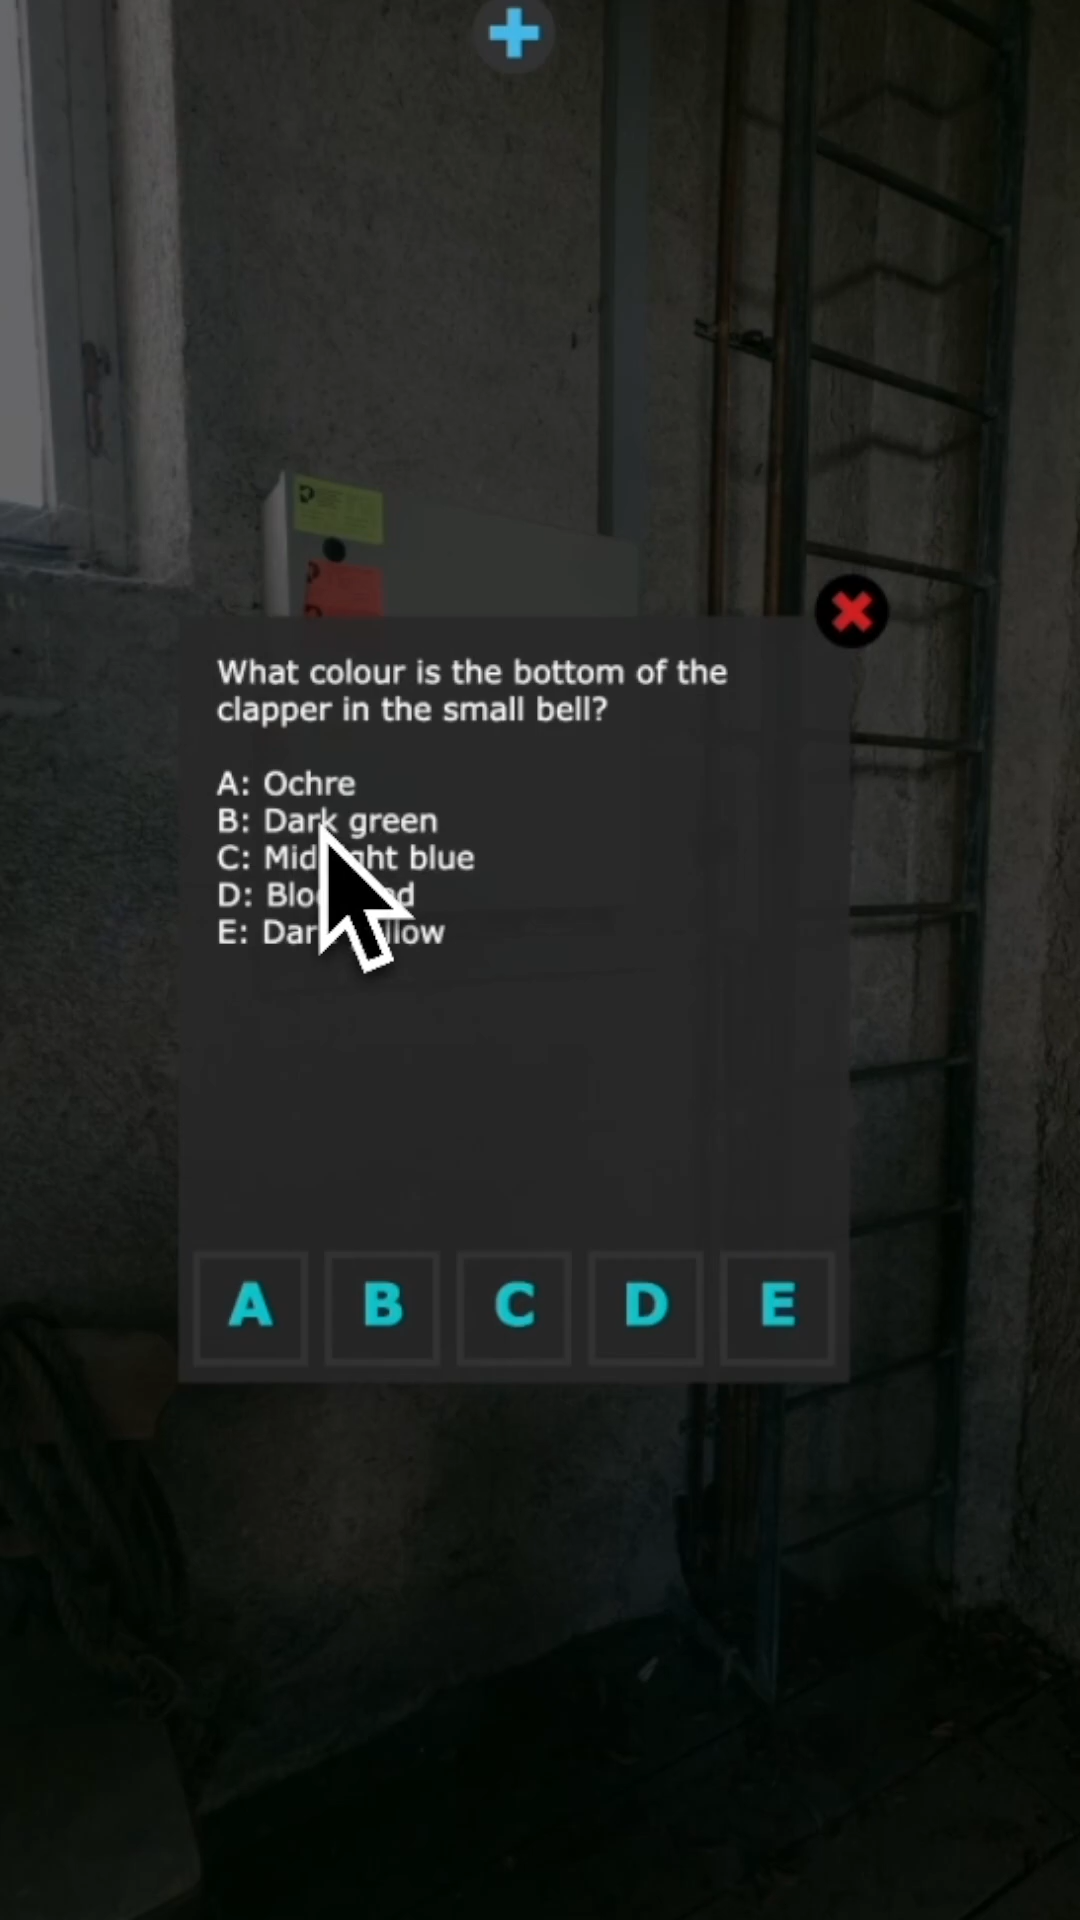 What colour is the bottom of the
clapper in the small bell?
A: Ochre
B: Dark green
C: blue
D:
E:
A B C D E